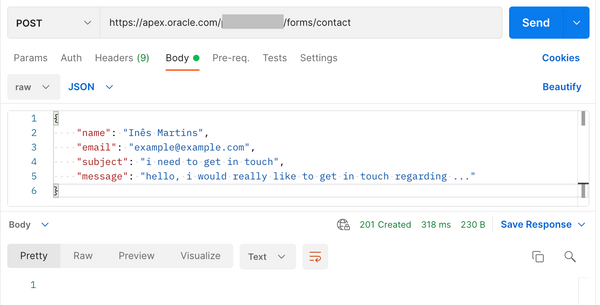 POST https://apex.oracle.com/ /forms/contact Send
Params Auth Headers (9) Body Pre-req. Tests Settings Cookies
raw JSON Beautify
1 {
2 "name": "Inês Martins",
3 "email": "example@example.com",
4 "subject": "i need to get in touch",
5 "message": "hello, i would really like to get in touch regarding ..."
6 }
Body 201 Created 318 ms 230 B Save Response
Pretty Raw Preview Visualize Text
1